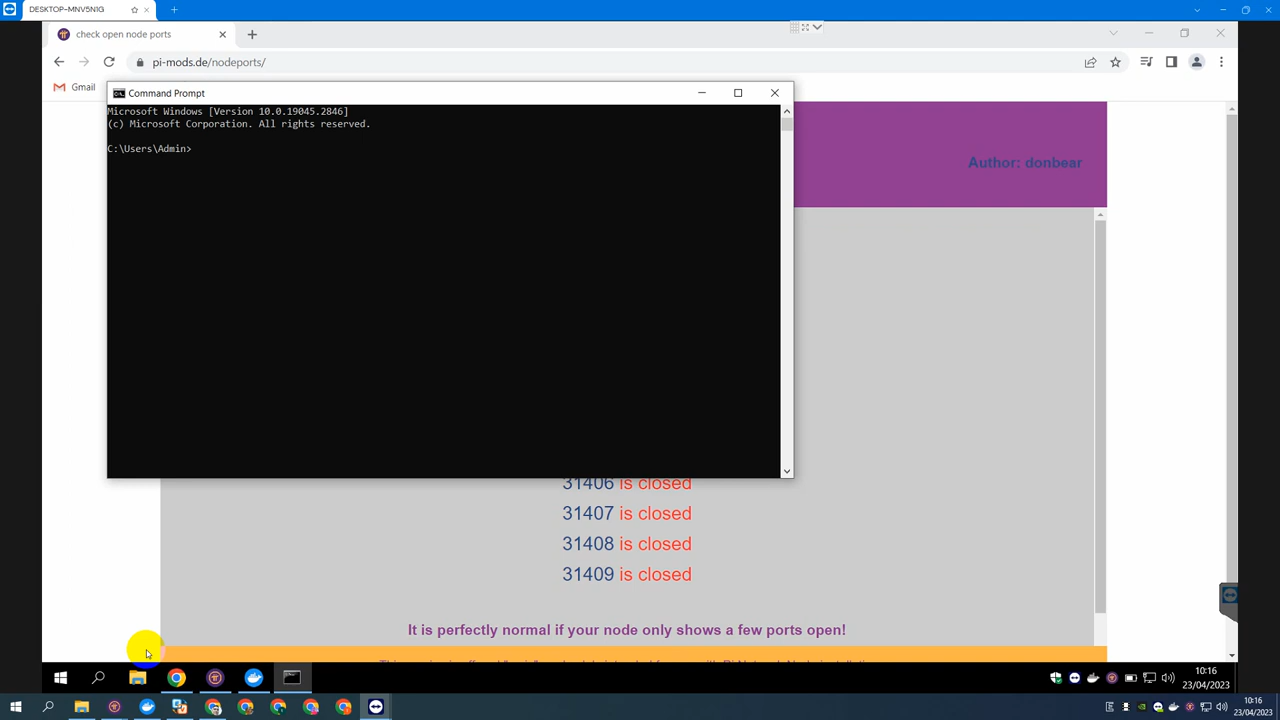 DESKTOP-MNV5NIG
check open node ports
pi-mods.de/nodeports/
Gmail
Command Prompt
Microsoft Windows [Version 10.0.19045.2846]
(c) Microsoft Corporation. All rights reserved.
C:\Users\Admin>
Author: donbear
31406 is closed
31407 is closed
31408 is closed
31409 is closed
It is perfectly normal if your node only shows a few ports open!
10:16
23/04/2023
10:16
23/04/2023